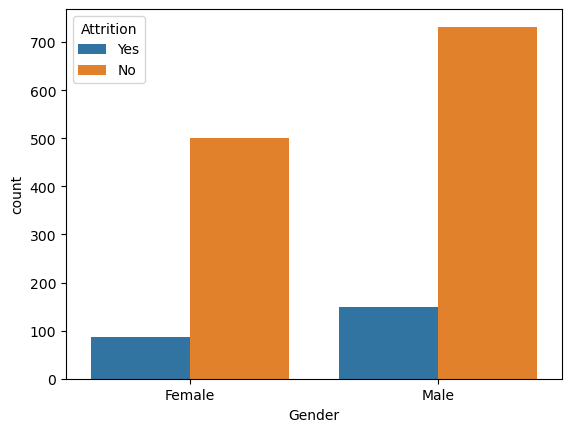 Attrition
Yes
No
700
600
500
400
300
200
100
0
count
Female
Male
Gender